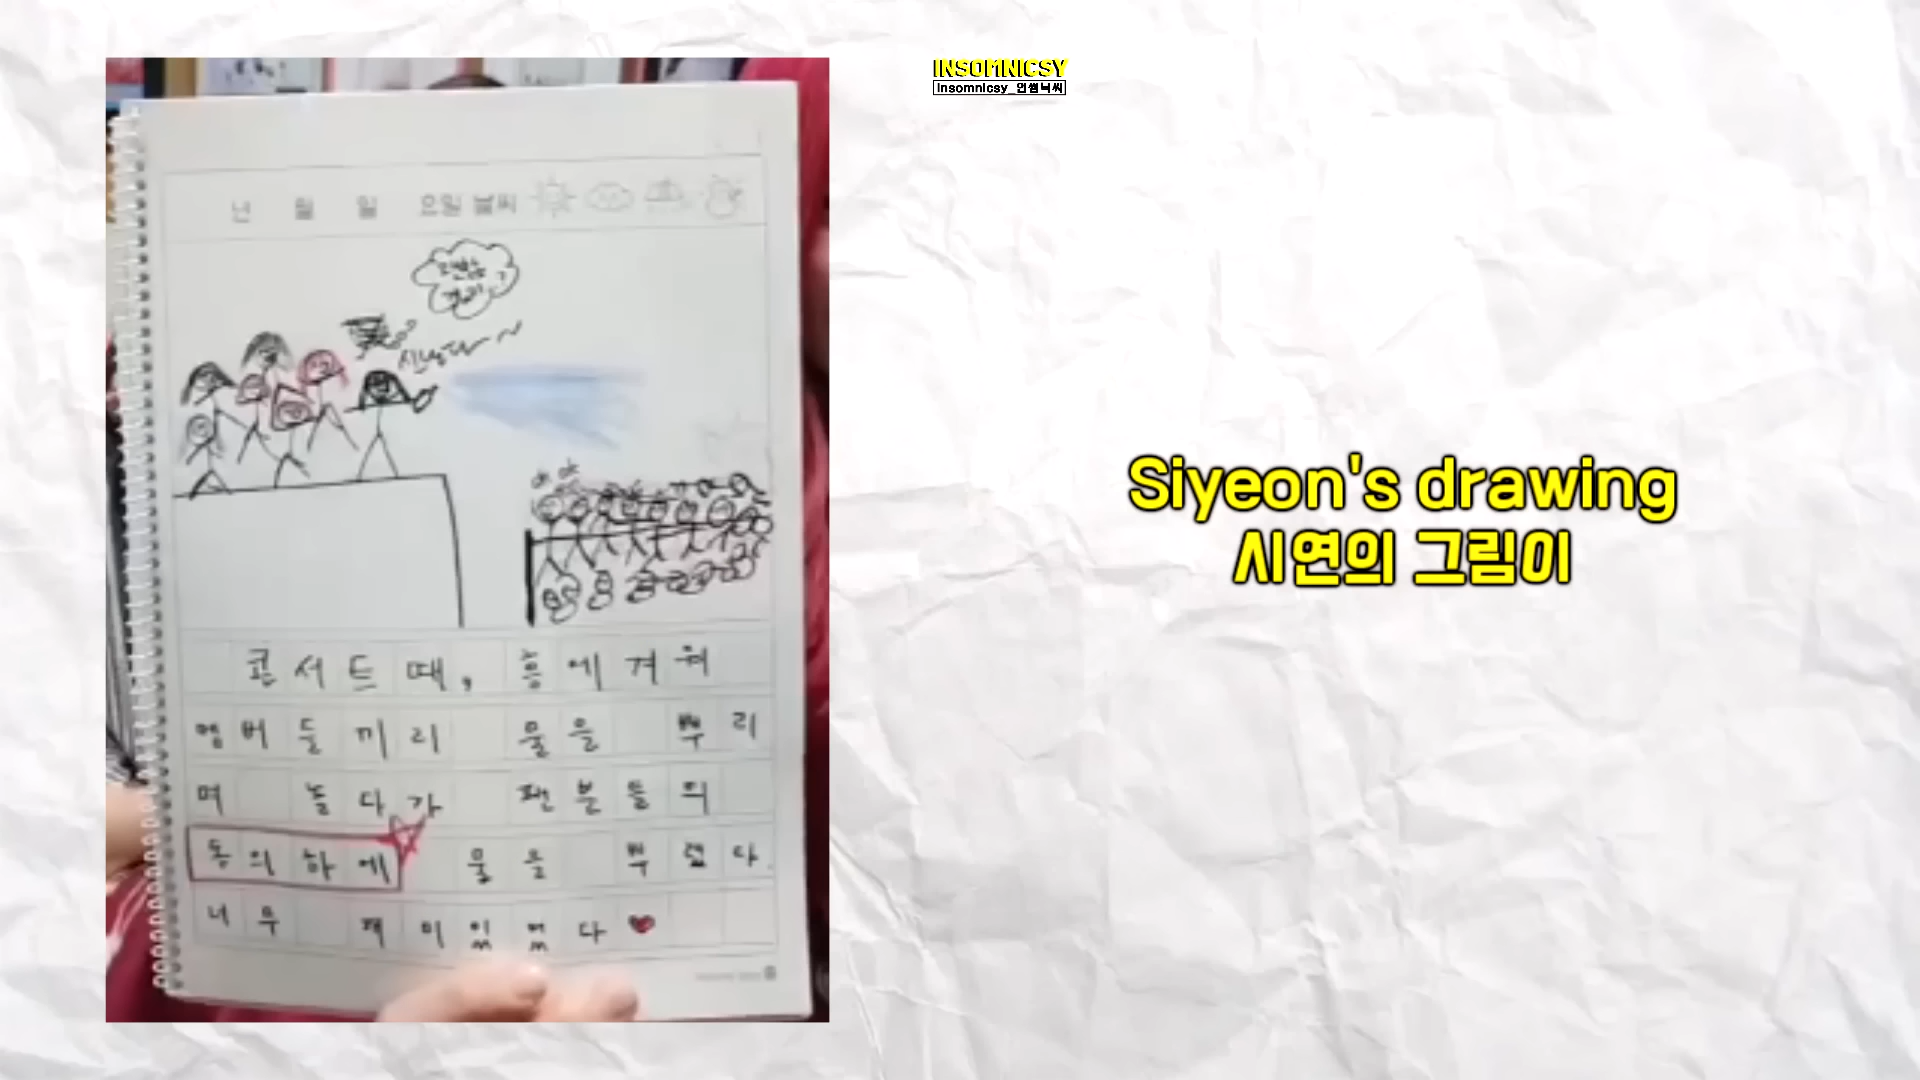 INSOMNICSY
Insomnicsy_인썸닉씨
년 월 일 요일 날씨
신난다~
콘서트때, 흥에겨워
멤버들끼리 물을 뿌리
며 놀다가 팬분들의
동의하에 물을 뿌렸다.
너무 재미있었다
Siyeon's drawing
시연의 그림이